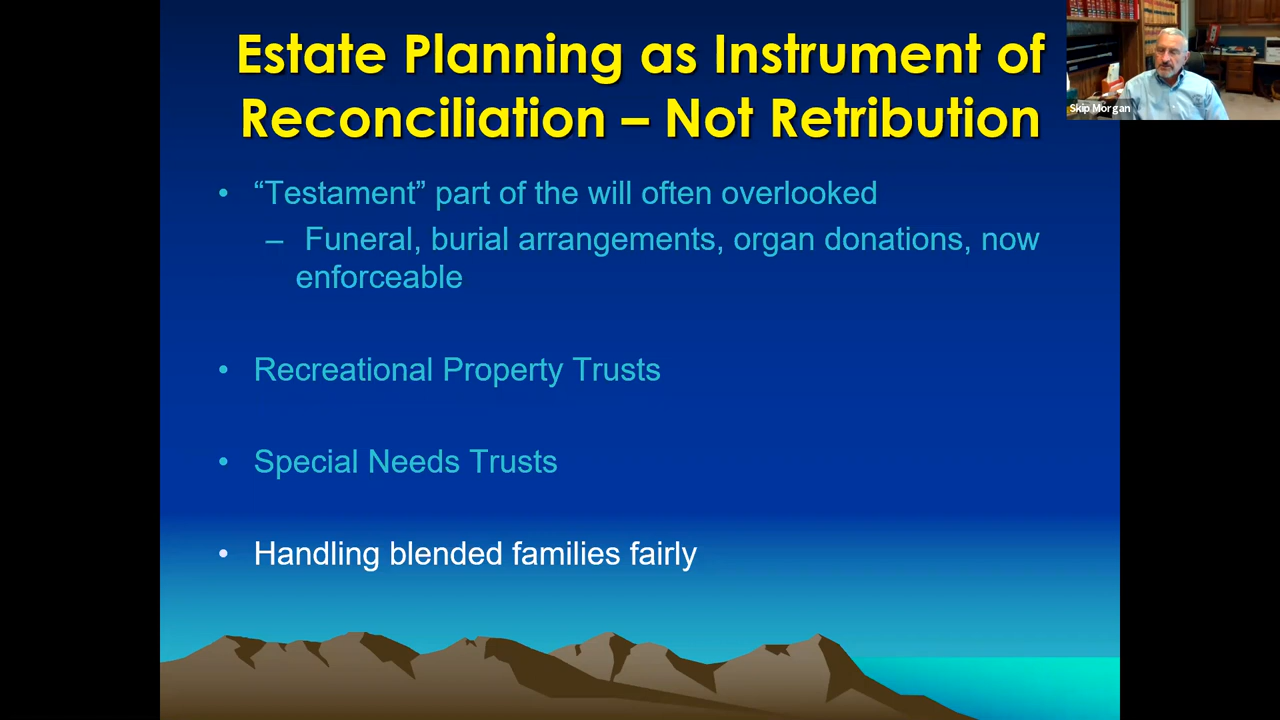 Estate Planning as Instrument of
Reconciliation – Not Retribution
Skip Morgan
• “Testament” part of the will often overlooked
– Funeral, burial arrangements, organ donations, now
enforceable
• Recreational Property Trusts
• Special Needs Trusts
• Handling blended families fairly